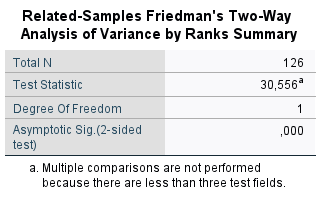 Related-Samples Friedman's Two-Way
Analysis of Variance by Ranks Summary
Total N 126
Test Statistic 30,556a
Degree Of Freedom 1
Asymptotic Sig.(2-sided ,000
test)
a. Multiple comparisons are not performed
because there are less than three test fields.